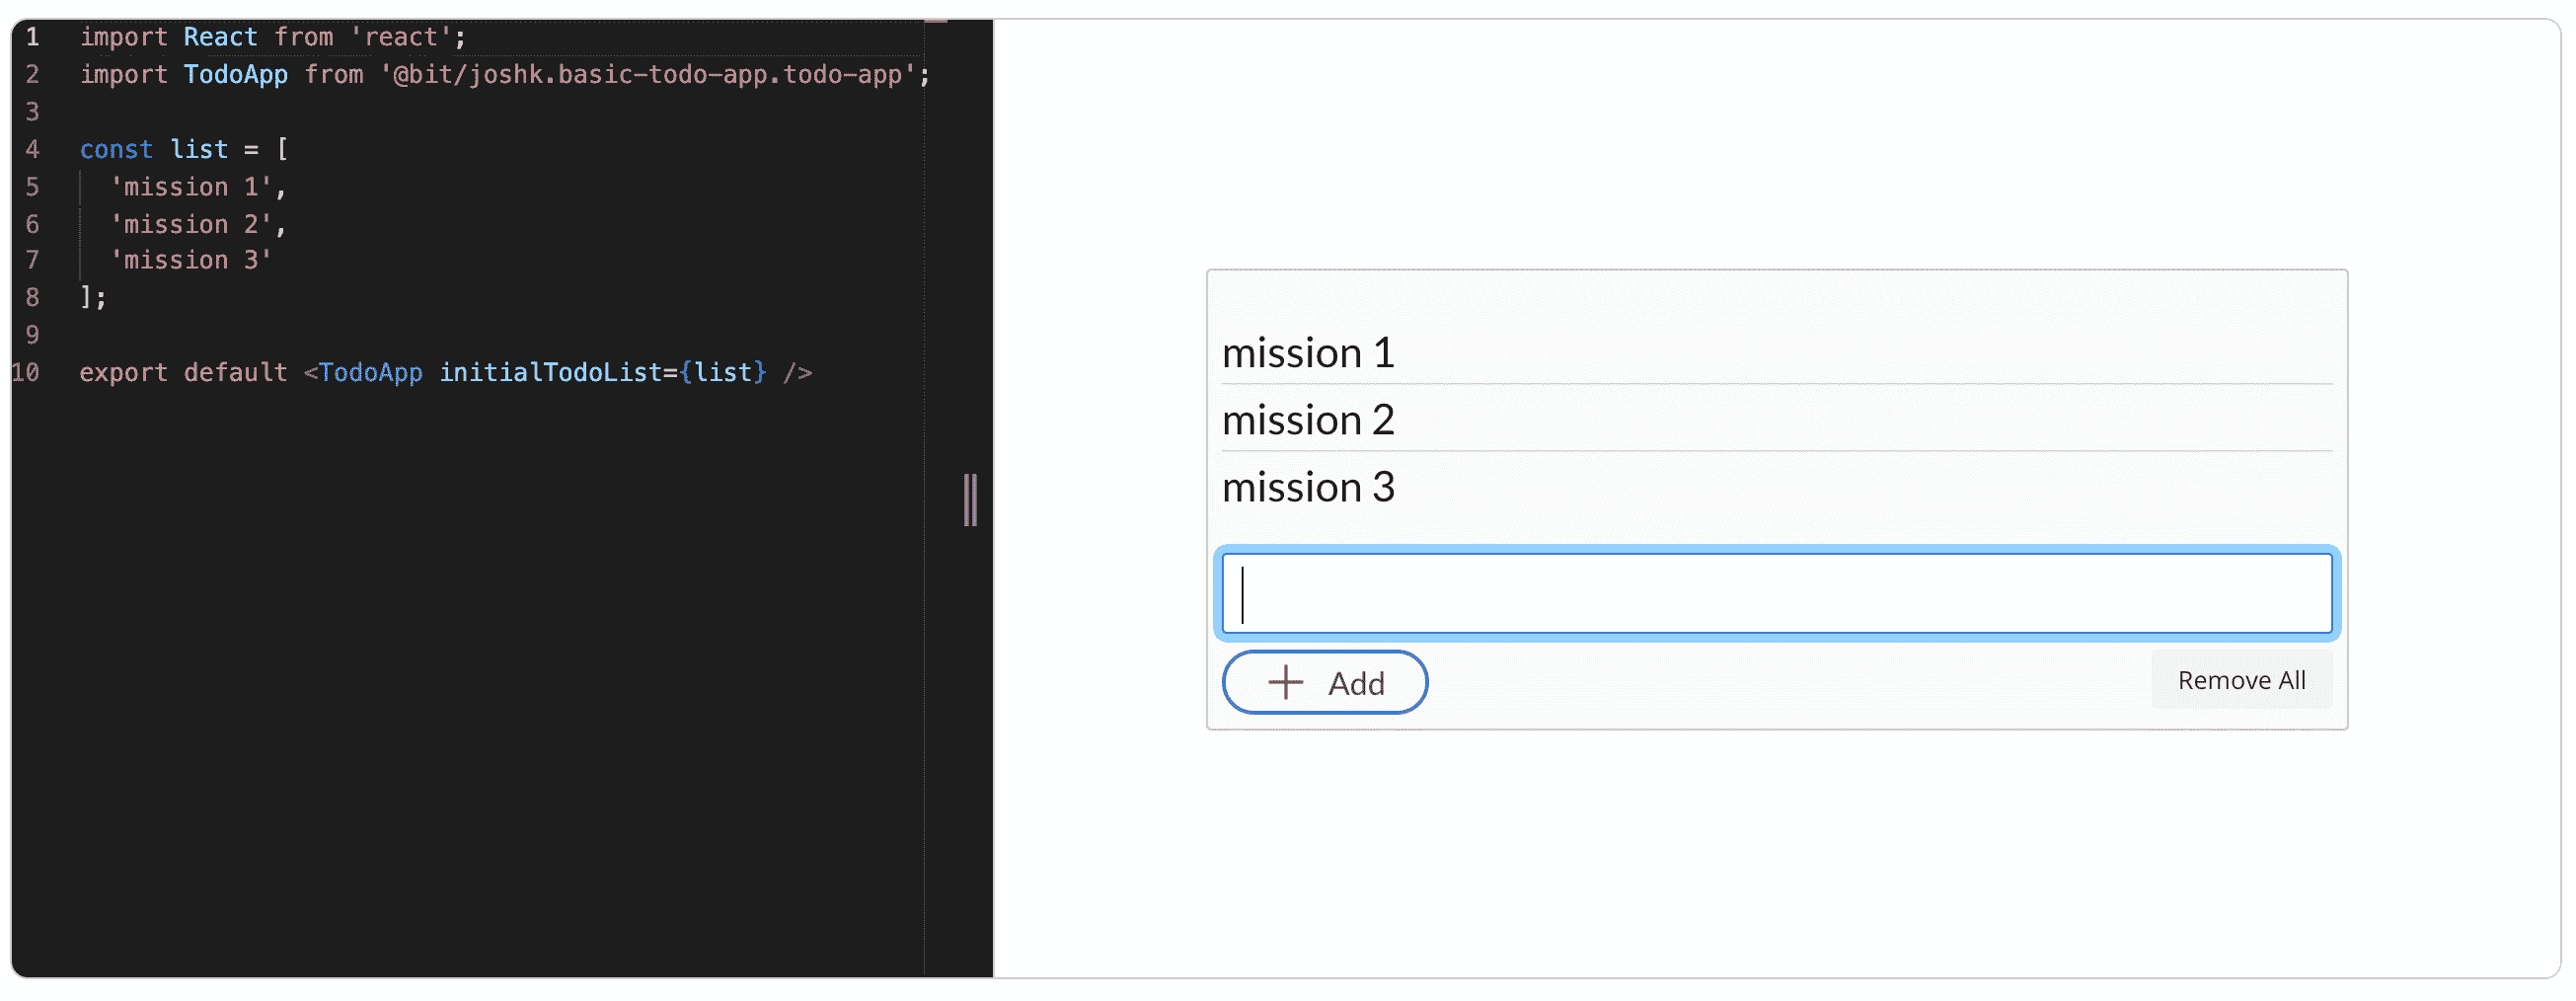 1 import React from 'react';
2 import TodoApp from '@bit/joshk.basic-todo-app.todo-app';
3
4 const list = [
5 'mission 1',
6 'mission 2',
7 'mission 3'
8 ];
9
10 export default <TodoApp initialTodoList={list} />
mission 1
mission 2
mission 3
+ Add
Remove All